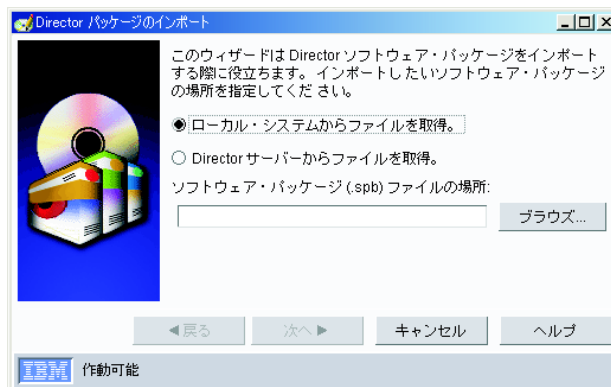 Director パッケージのインポート
このウィザードは Director ソフトウェア・パッケージをインポート
する際に役立ちます。インポートしたいソフトウェア・パッケージ
の場所を指定してくだ さい。
ローカル・システムからファイルを取得。
Director サーバーからファイルを取得。
ソフトウェア・パッケージ (.spb) ファイルの場所:
ブラウズ...
◀戻る 次へ▶ キャンセル ヘルプ
IBM 作動可能